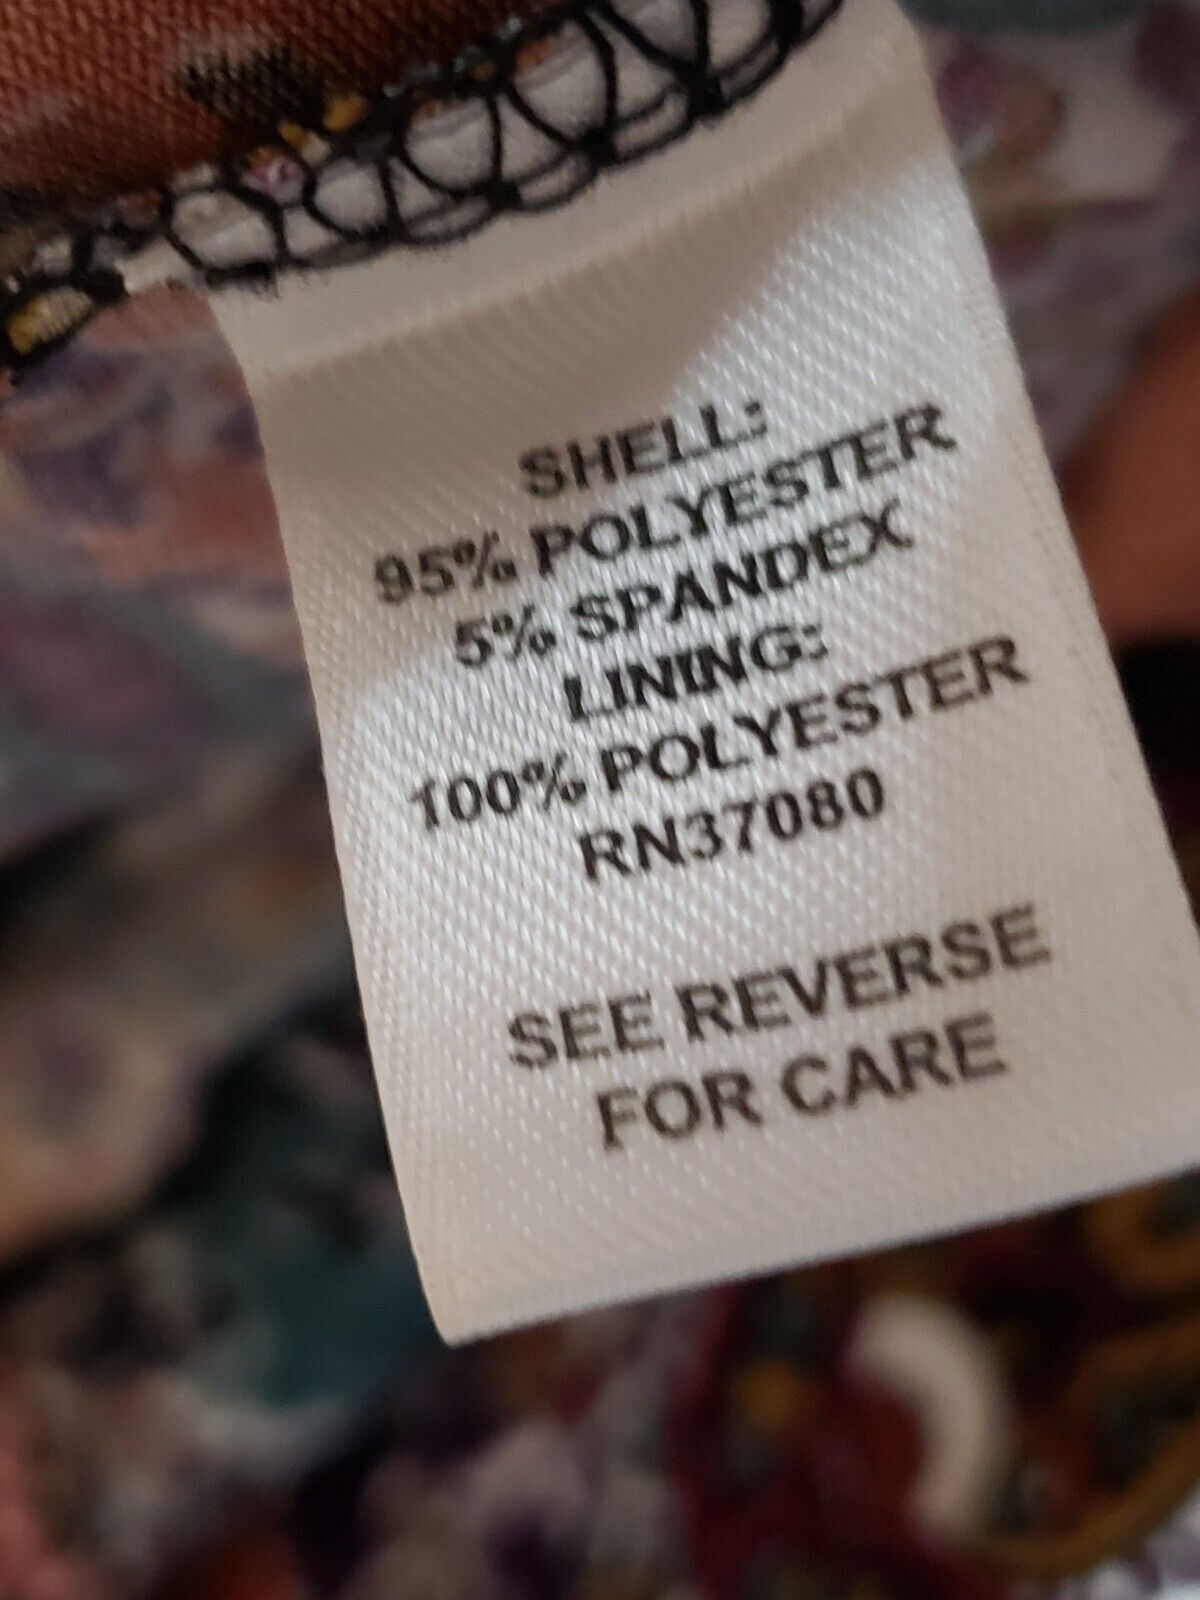 SHELL:
95% POLYESTER
5% SPANDEX
LINING:
100% POLYESTER
RN37080
SEE REVERSE
FOR CARE